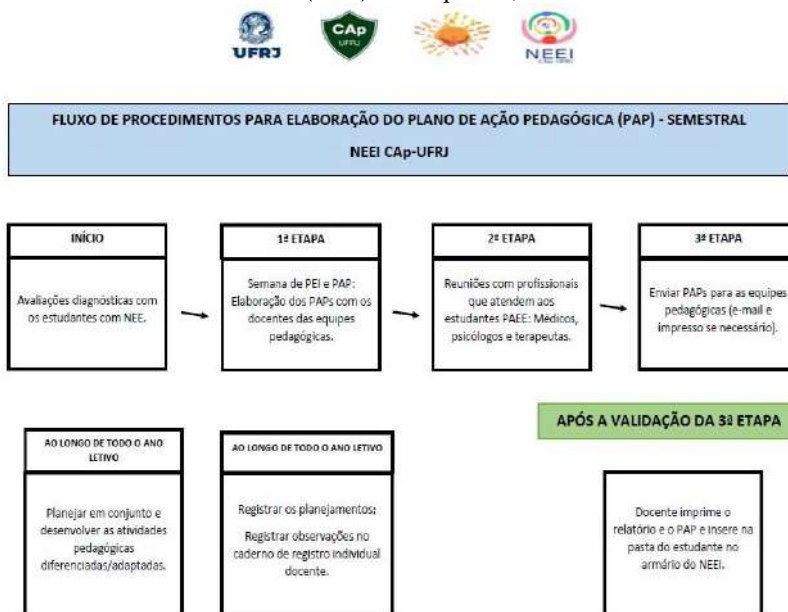 UFRJ
CAp
UFRJ
NEEI
FLUXO DE PROCEDIMENTOS PARA ELABORAÇÃO DO PLANO DE AÇÃO PEDAGÓGICA (PAP) - SEMESTRAL
NEEI CAp-UFRJ
INÍCIO
Avaliações diagnósticas com
os estudantes com NEE.
1ª ETAPA
Semana de PEI e PAP:
Elaboração dos PAPs com os
docentes das equipes
pedagógicas.
2ª ETAPA
Reuniões com profissionais
que atendem aos
estudantes PAEE: Médicos,
psicólogos e terapeutas.
3ª ETAPA
Enviar PAPs para as equipes
pedagógicas (e-mail e
impresso se necessário).
APÓS A VALIDAÇÃO DA 3ª ETAPA
AO LONGO DE TODO O ANO
LETIVO
Planejar em conjunto e
desenvolver as atividades
pedagógicas
diferenciadas/adaptadas.
AO LONGO DE TODO O ANO LETIVO
Registrar os planejamentos;
Registrar observações no
caderno de registro individual
docente.
Docente imprime o
relatório e o PAP e insere na
pasta do estudante no
armário do NEEI.